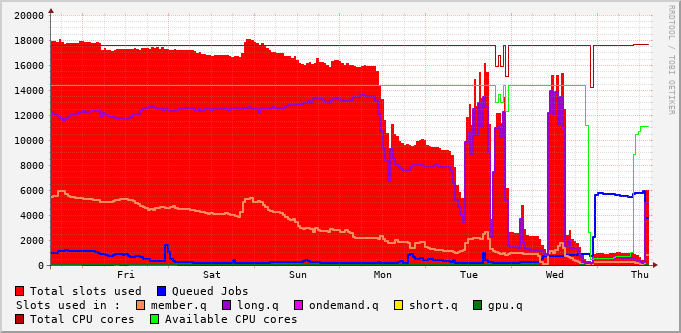 20000
18000
16000
14000
12000
10000
8000
6000
4000
2000
0
Fri Sat Sun Mon Tue Wed Thu
Total slots used Queued Jobs
Slots used in : member.q long.q ondemand.q short.q gpu.q
Total CPU cores Available CPU cores
RRDTOOL / TOBI OETIKER